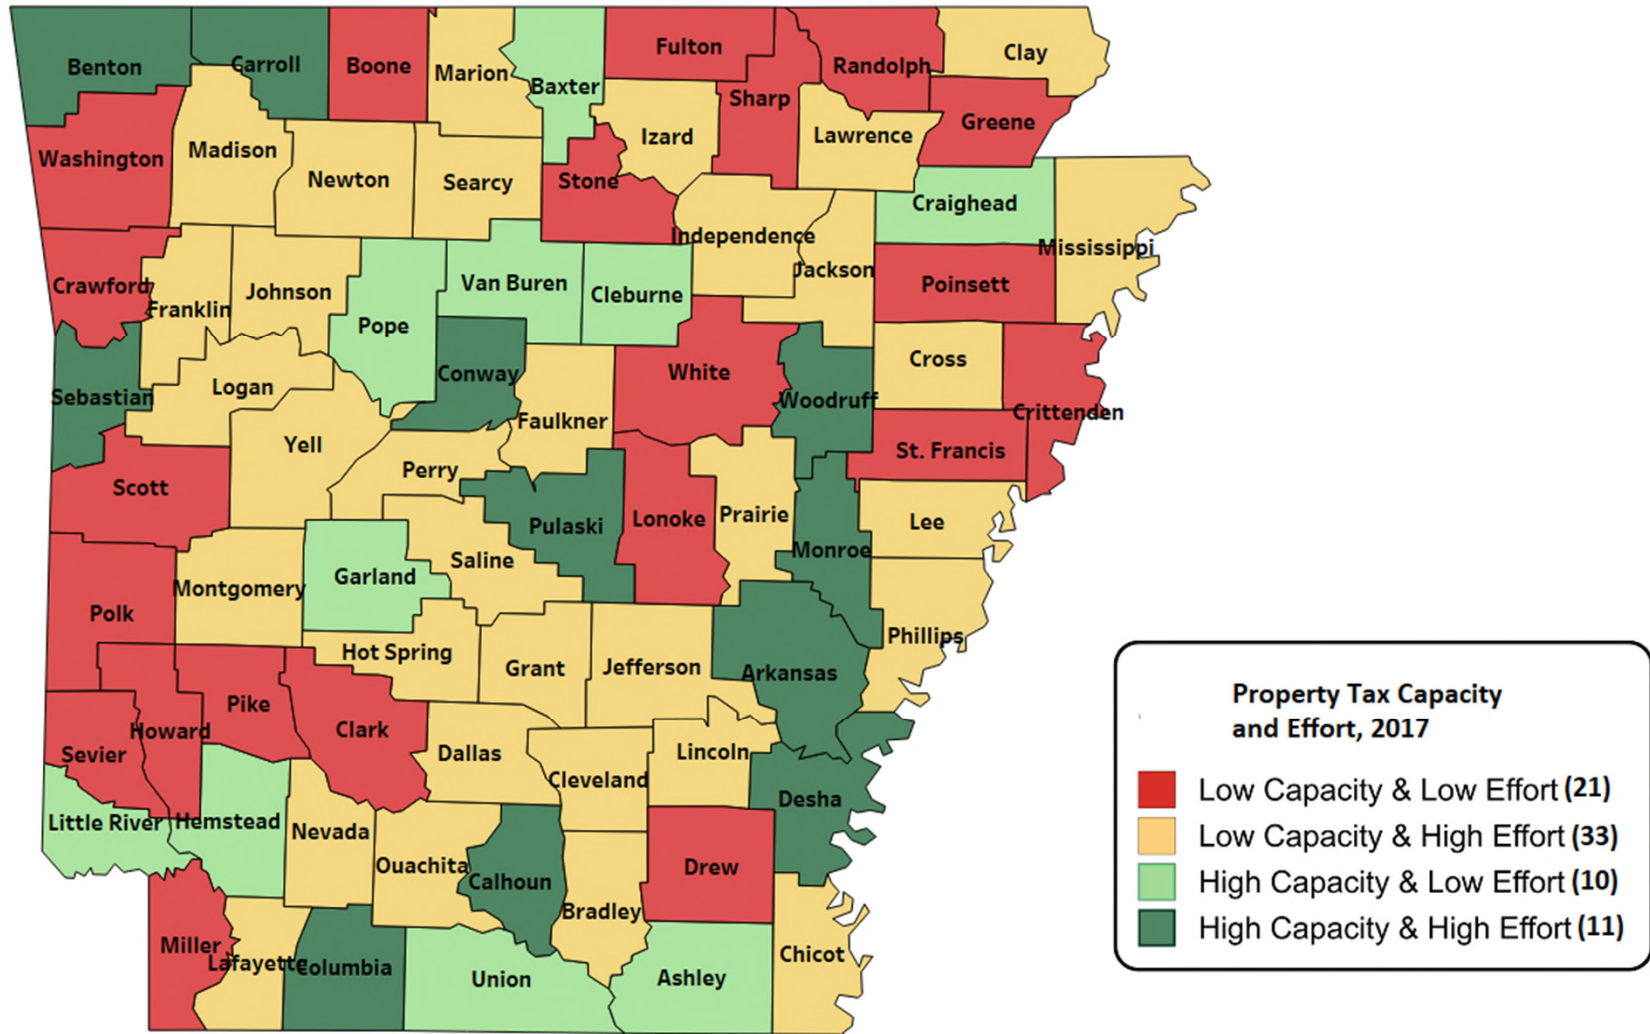 Benton
Carroll
Boone
Marion
Baxter
Fulton
Sharp
Randolph
Clay
Washington
Madison
Newton
Searcy
Stone
Izard
Lawrence
Greene
Craighead
Mississippi
Independence
Jackson
Poinsett
Crawford
Franklin
Johnson
Pope
Van Buren
Cleburne
Sebastian
Logan
Conway
White
Woodruff
Cross
Crittenden
Faulkner
Yell
Perry
St. Francis
Scott
Pulaski
Lonoke
Prairie
Monroe
Lee
Saline
Garland
Montgomery
Polk
Phillips
Hot Spring
Grant
Jefferson
Arkansas
Pike
Howard
Clark
Sevier
Dallas
Cleveland
Lincoln
Desha
Little River
Hemstead
Nevada
Ouachita
Calhoun
Bradley
Drew
Miller
Lafayette
Columbia
Union
Ashley
Chicot
Property Tax Capacity
and Effort, 2017
Low Capacity & Low Effort (21)
Low Capacity & High Effort (33)
High Capacity & Low Effort (10)
High Capacity & High Effort (11)